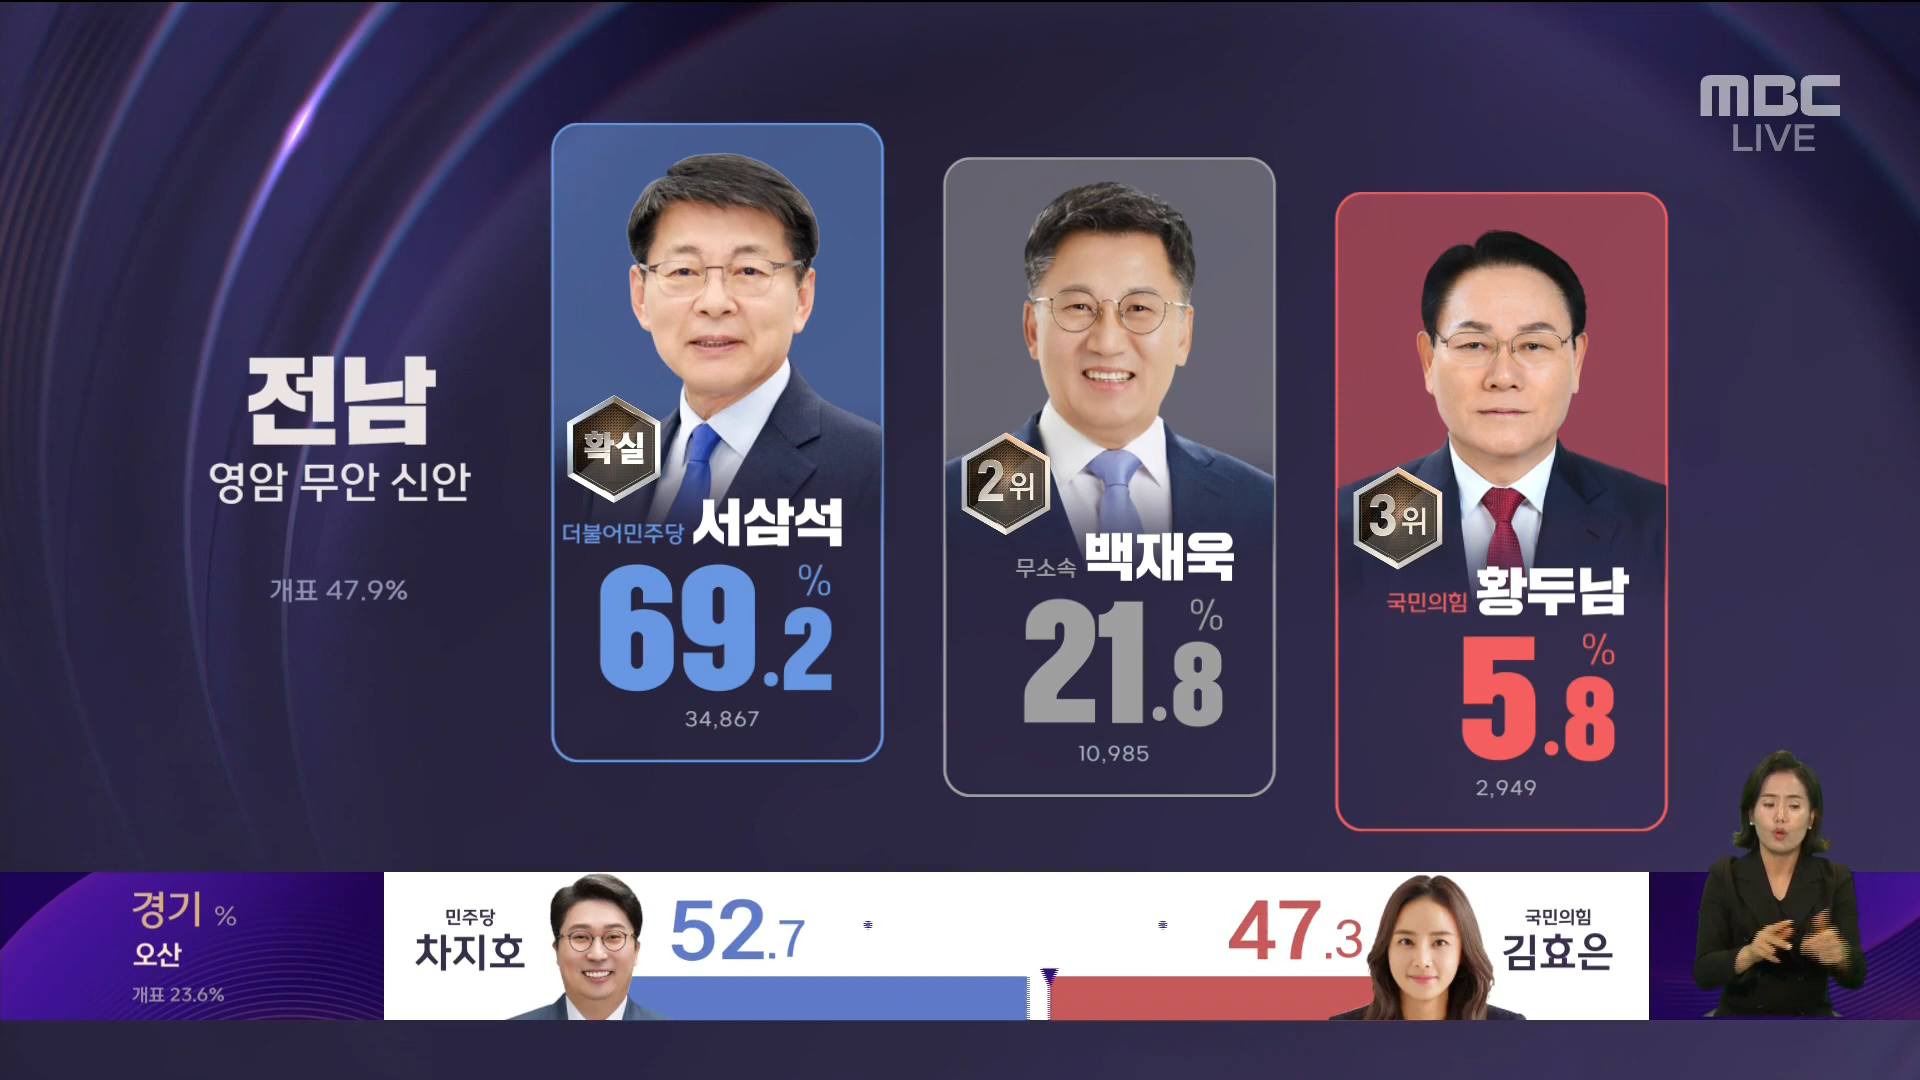 MBC
LIVE
전남
영암 무안 신안
개표 47.9%
확실
더불어민주당 서삼석
69.2%
34,867
2위
무소속 백재욱
21.8%
10,985
3위
국민의힘 황두남
5.8%
2,949
경기 %
오산
개표 23.6%
민주당
차지호
52.7
47.3
국민의힘
김효은